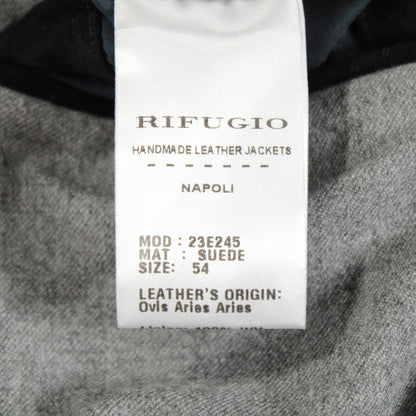 RIFUGIO
HANDMADE LEATHER JACKETS
- - - - - - -
NAPOLI
MOD : 23E245
MAT : SUEDE
SIZE: 54
LEATHER'S ORIGIN:
Ovis Aries Aries